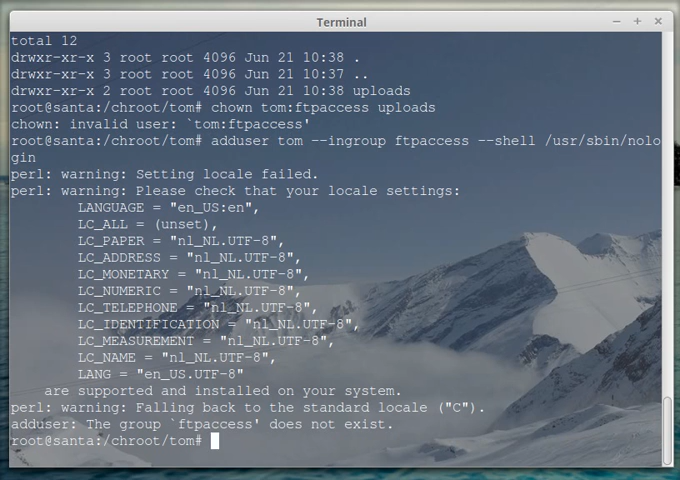 Terminal
total 12
drwxr-xr-x 3 root root 4096 Jun 21 10:38 .
drwxr-xr-x 3 root root 4096 Jun 21 10:37 ..
drwxr-xr-x 2 root root 4096 Jun 21 10:38 uploads
root@santa:/chroot/tom# chown tom:ftpaccess uploads
chown: invalid user: `tom:ftpaccess'
root@santa:/chroot/tom# adduser tom --ingroup ftpaccess --shell /usr/sbin/nolo
gin
perl: warning: Setting locale failed.
perl: warning: Please check that your locale settings:
        LANGUAGE = "en_US:en",
        LC_ALL = (unset),
        LC_PAPER = "nl_NL.UTF-8",
        LC_ADDRESS = "nl_NL.UTF-8",
        LC_MONETARY = "nl_NL.UTF-8",
        LC_NUMERIC = "nl_NL.UTF-8",
        LC_TELEPHONE = "nl_NL.UTF-8",
        LC_IDENTIFICATION = "nl_NL.UTF-8",
        LC_MEASUREMENT = "nl_NL.UTF-8",
        LC_NAME = "nl_NL.UTF-8",
        LANG = "en_US.UTF-8"
    are supported and installed on your system.
perl: warning: Falling back to the standard locale ("C").
adduser: The group `ftpaccess' does not exist.
root@santa:/chroot/tom#